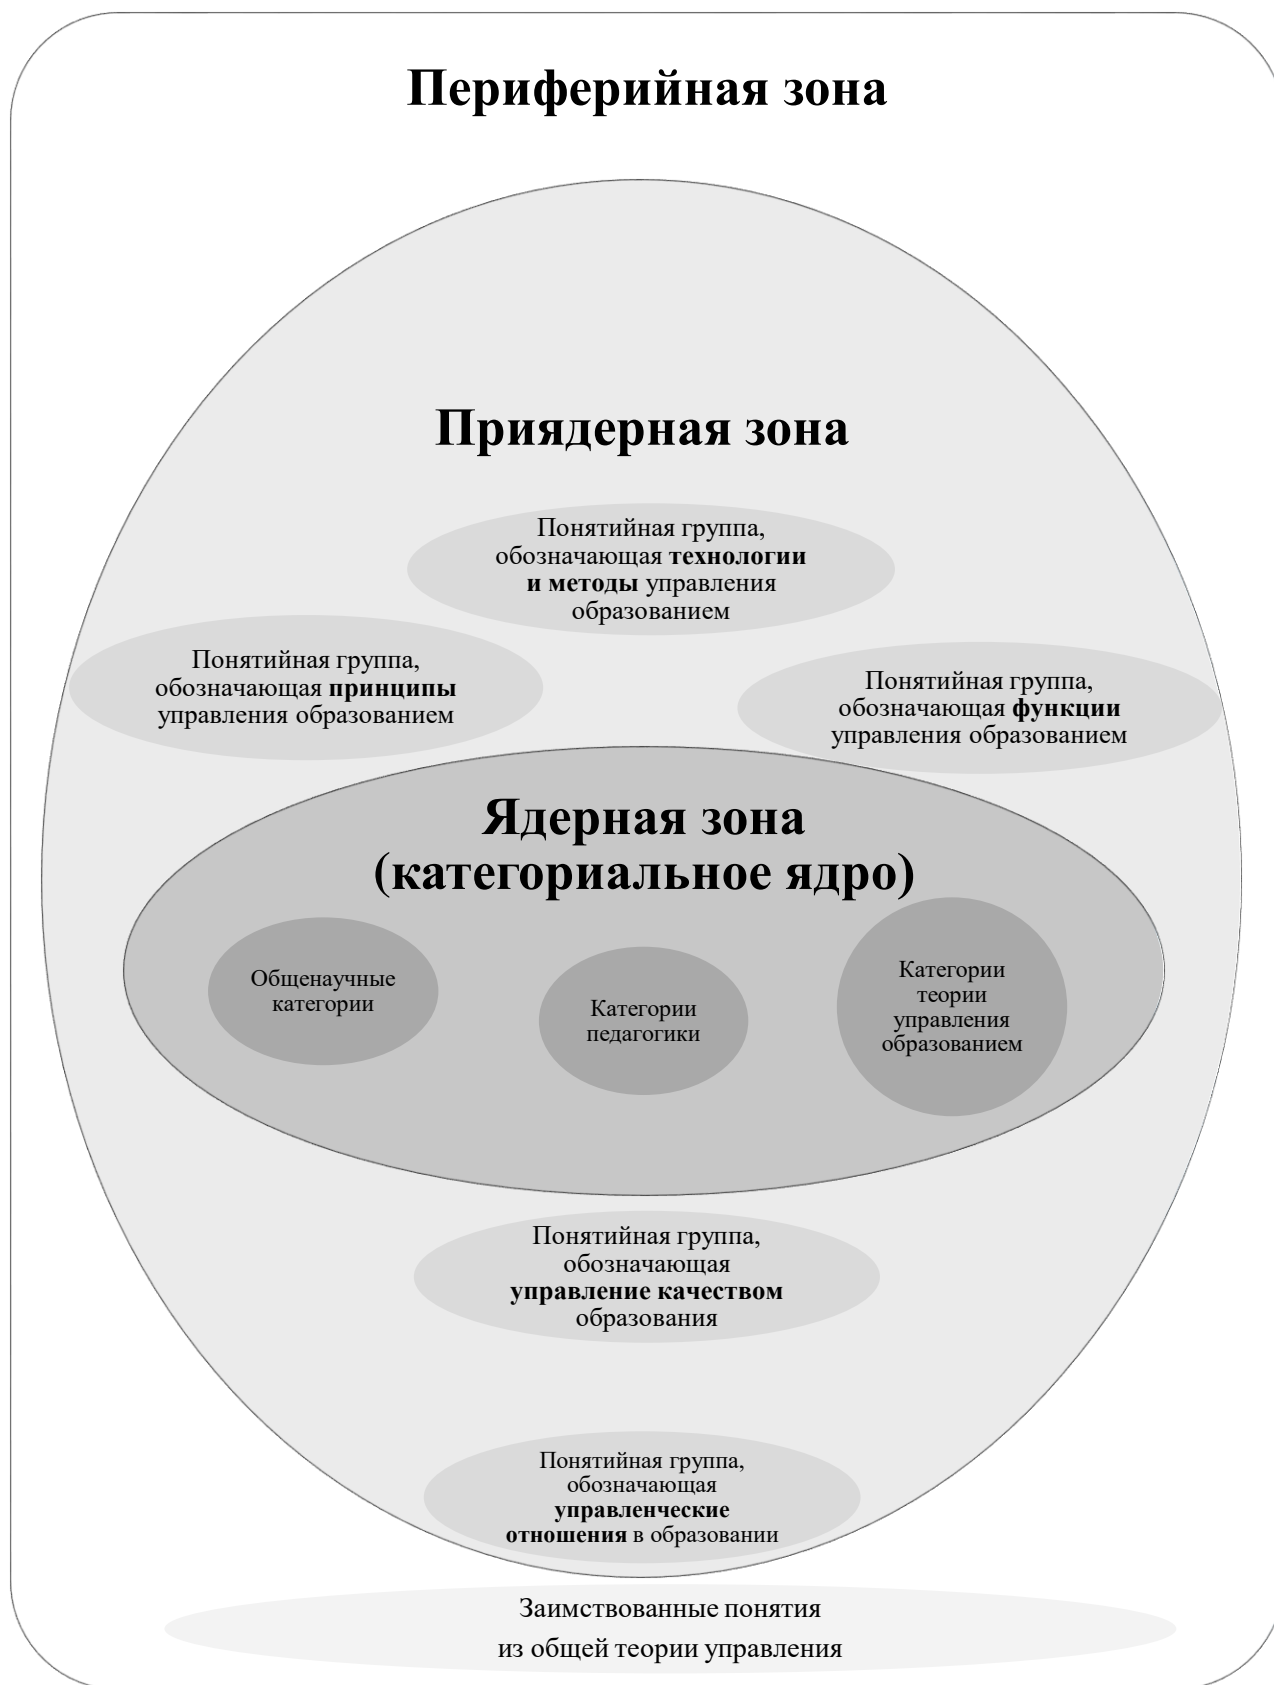 Периферийная зона
Приядерная зона
Понятийная группа,
обозначающая технологии
и методы управления
образованием
Понятийная группа,
обозначающая принципы
управления образованием
Понятийная группа,
обозначающая функции
управления образованием
Ядерная зона
(категориальное ядро)
Общенаучные
категории
Категории
педагогики
Категории
теории
управления
образованием
Понятийная группа,
обозначающая
управление качеством
образования
Понятийная группа,
обозначающая
управленческие
отношения в образовании
Заимствованные понятия
из общей теории управления